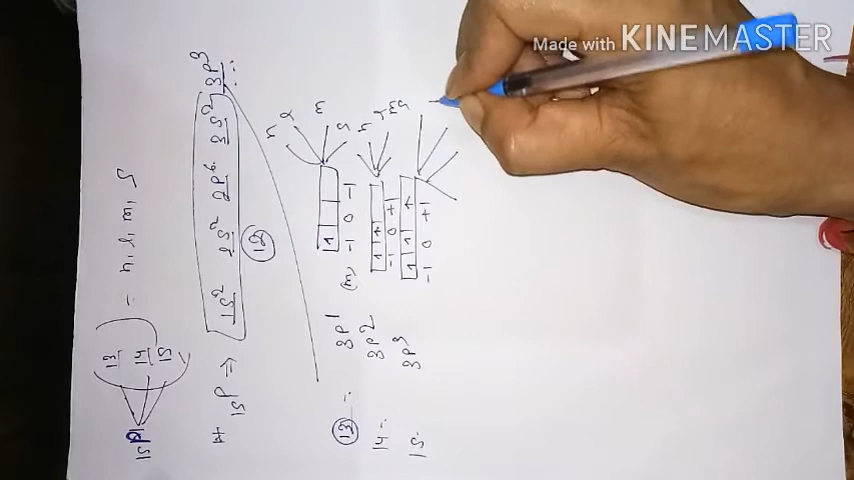 15P 13 14 15 = n, l, m, s
* 15P ⇒ 1s² 2s² 2p⁶ 3s² 3p³
12
13 : 3p1 (m) -1 0 -1 n l m s
14 : 3p2 -1 0 +1 n l m s
15 : 3p3 -1 0 +1
Made with KINEMASTER